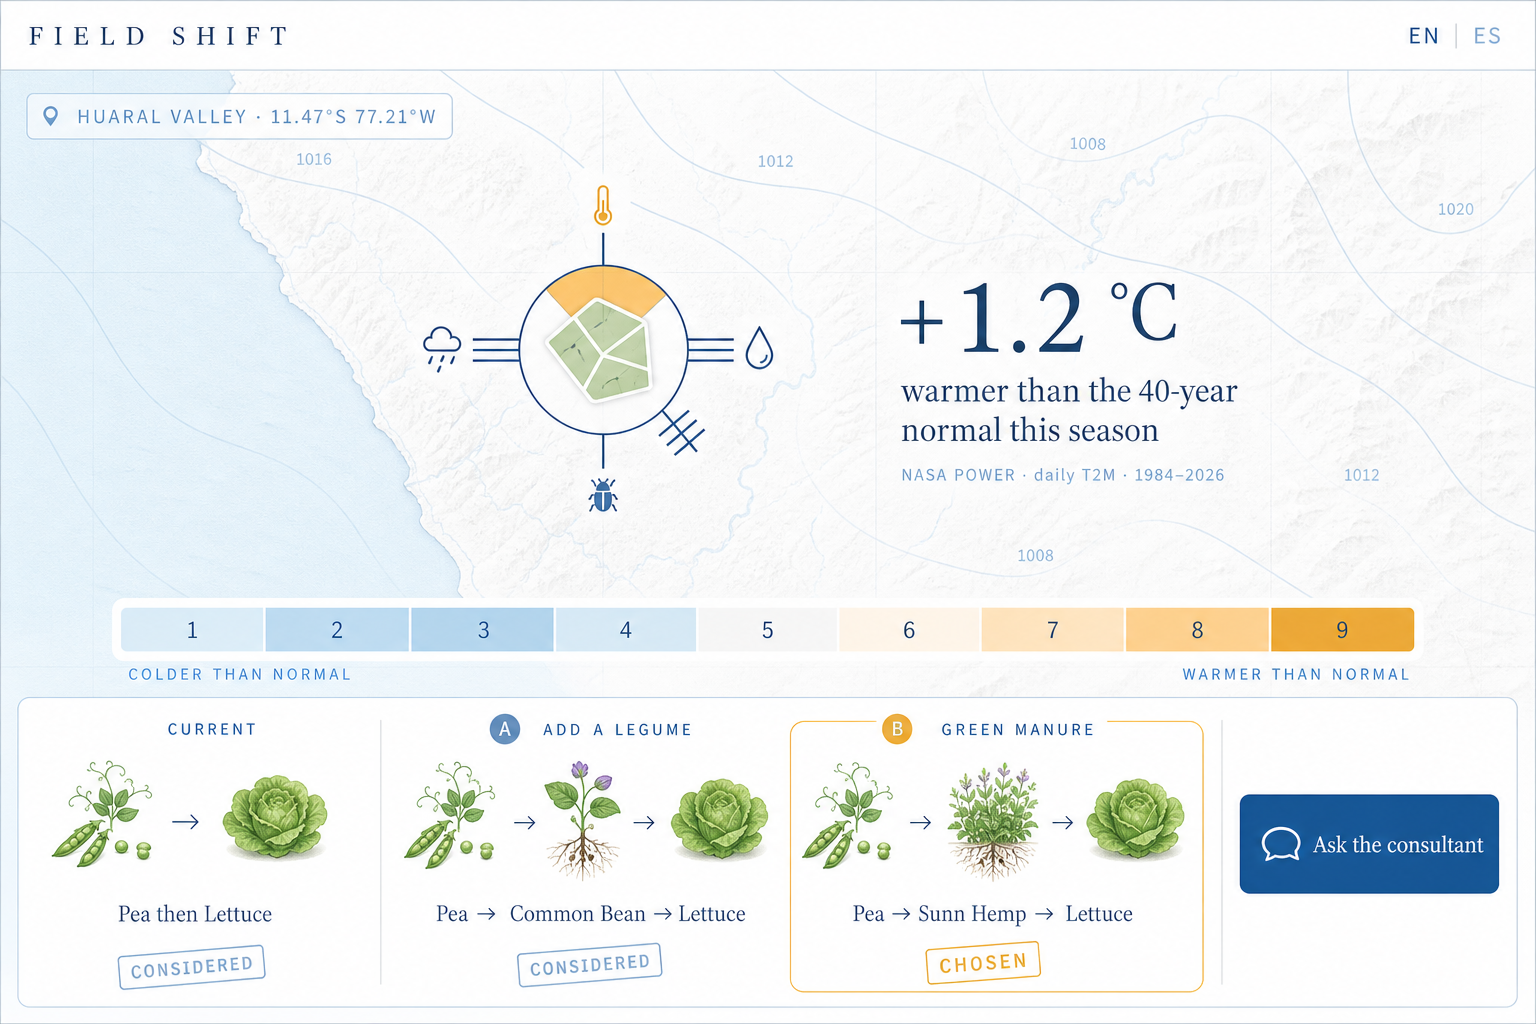 FIELD SHIFT
EN | ES
HUARAL VALLEY · 11.47°S 77.21°W
1016
1012
1008
1020
+1.2 °C
warmer than the 40-year
normal this season
NASA POWER · daily T2M · 1984–2026
1012
1008
1 2 3 4 5 6 7 8 9
COLDER THAN NORMAL
WARMER THAN NORMAL
CURRENT
Pea then Lettuce
CONSIDERED
A ADD A LEGUME
Pea → Common Bean → Lettuce
CONSIDERED
B GREEN MANURE
Pea → Sunn Hemp → Lettuce
CHOSEN
Ask the consultant